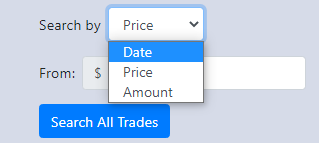 Search by Price
Date
From: $ Price
Amount
Search All Trades